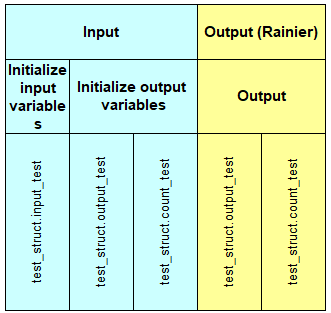 Input
Output (Rainier)
Initialize
input
variable
s
Initialize output
variables
Output
test_struct.input_test
test_struct.output_test
test_struct.count_test
test_struct.output_test
test_struct.count_test